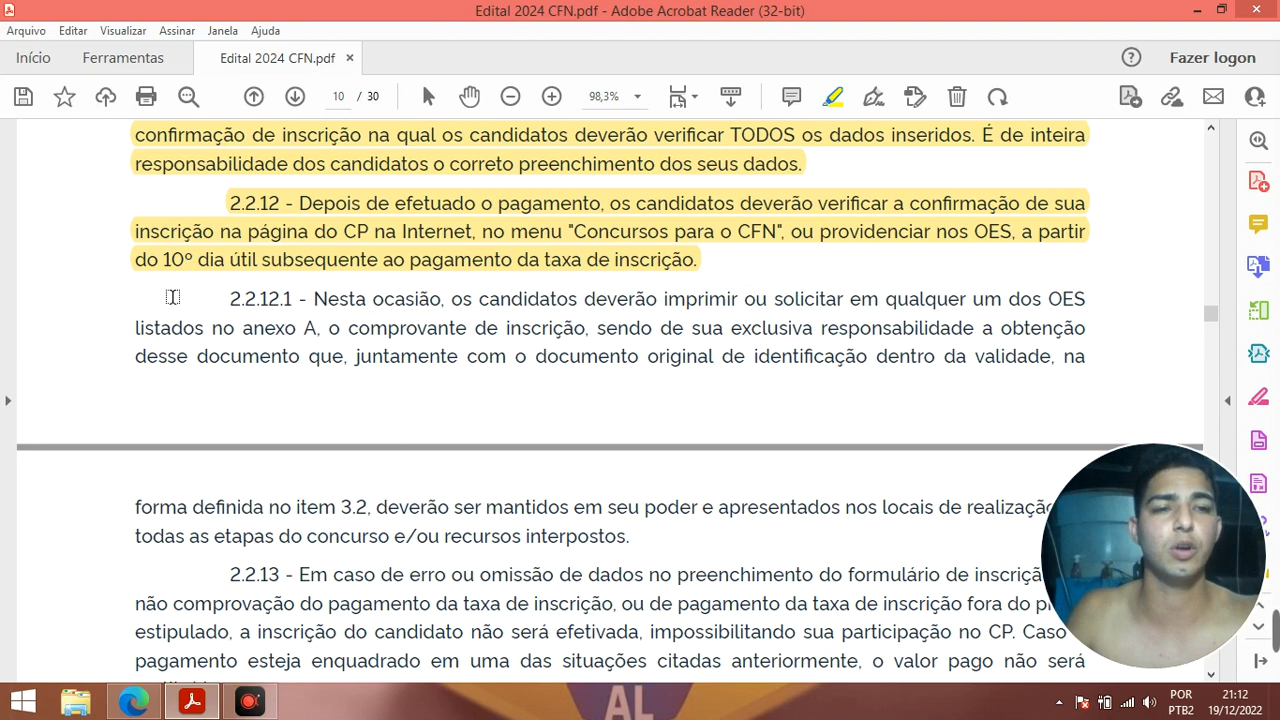 Edital 2024 CFN.pdf - Adobe Acrobat Reader (32-bit)
Arquivo Editar Visualizar Assinar Janela Ajuda
Início Ferramentas Edital 2024 CFN.pdf × Fazer logon
10 / 30 98,3%
confirmação de inscrição na qual os candidatos deverão verificar TODOS os dados inseridos. É de inteira
responsabilidade dos candidatos o correto preenchimento dos seus dados.
2.2.12 - Depois de efetuado o pagamento, os candidatos deverão verificar a confirmação de sua
inscrição na página do CP na Internet, no menu "Concursos para o CFN", ou providenciar nos OES, a partir
do 10º dia útil subsequente ao pagamento da taxa de inscrição.
2.2.12.1 - Nesta ocasião, os candidatos deverão imprimir ou solicitar em qualquer um dos OES
listados no anexo A, o comprovante de inscrição, sendo de sua exclusiva responsabilidade a obtenção
desse documento que, juntamente com o documento original de identificação dentro da validade, na
forma definida no item 3.2, deverão ser mantidos em seu poder e apresentados nos locais de realização
todas as etapas do concurso e/ou recursos interpostos.
2.2.13 - Em caso de erro ou omissão de dados no preenchimento do formulário de inscrição
não comprovação do pagamento da taxa de inscrição, ou de pagamento da taxa de inscrição fora do
estipulado, a inscrição do candidato não será efetivada, impossibilitando sua participação no CP. Caso
pagamento esteja enquadrado em uma das situações citadas anteriormente, o valor pago não será
AL
POR 21:12
PTB2 19/12/2022